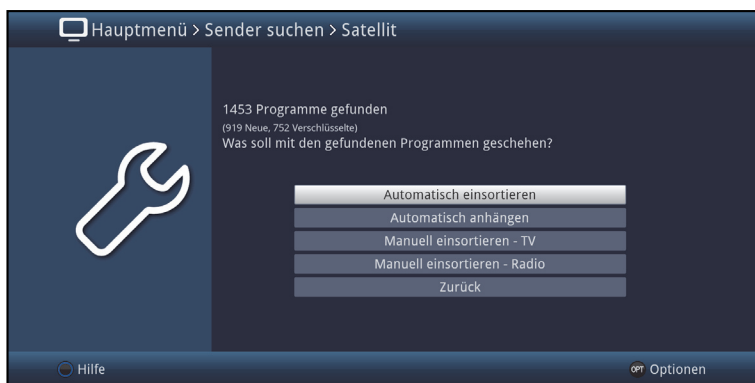 Hauptmenü > Sender suchen > Satellit
1453 Programme gefunden
(919 Neue, 752 Verschlüsselte)
Was soll mit den gefundenen Programmen geschehen?
Automatisch einsortieren
Automatisch anhängen
Manuell einsortieren - TV
Manuell einsortieren - Radio
Zurück
Hilfe
OPT Optionen